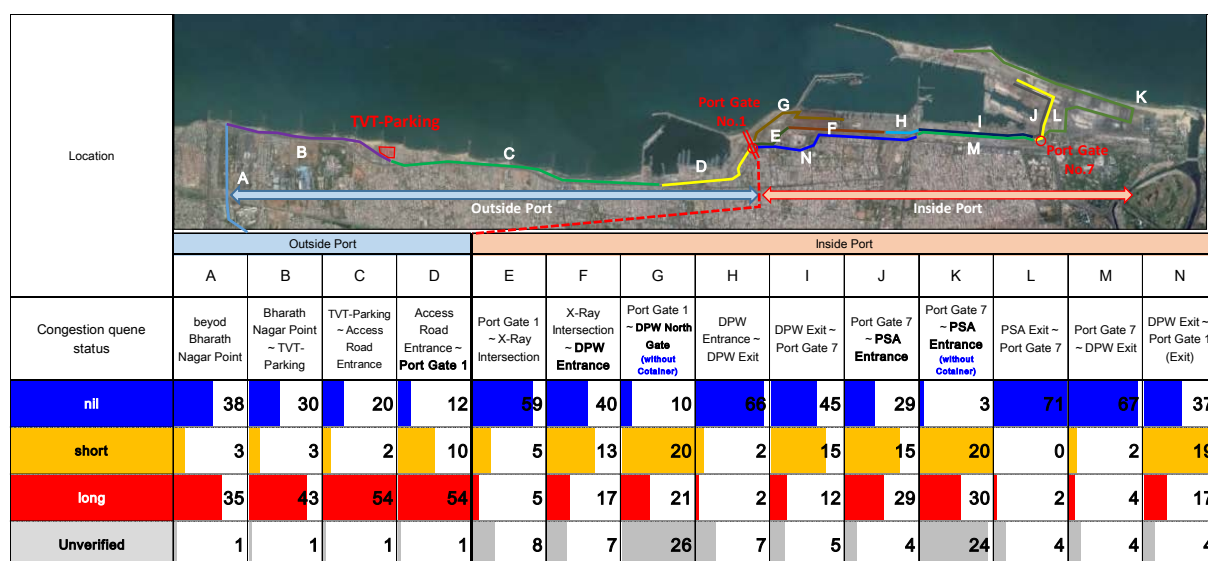 Location
Port Gate
No.1
TVT-Parking
G
K
H
I
J
L
E
F
B
C
N
M
D
A
Port Gate
No.7
Outside Port
Inside Port
Outside Port Inside Port
A B C D E F G H I J K L M N
Congestion quene
status
beyod
Bharath
Nagar Point
Bharath
Nagar Point
~ TVT-
Parking
TVT-Parking
~ Access
Road
Entrance
Access
Road
Entrance ~
Port Gate 1
Port Gate 1
~ X-Ray
Intersection
X-Ray
Intersection
~ DPW
Entrance
Port Gate 1
~ DPW North
Gate
(without
Cotainer)
DPW
Entrance ~
DPW Exit
DPW Exit ~
Port Gate 7
Port Gate 7
~ PSA
Entrance
Port Gate 7
~ PSA
Entrance
(without
Cotainer)
PSA Exit ~
Port Gate 7
Port Gate 7
~ DPW Exit
DPW Exit ~
Port Gate 1
(Exit)
nil 38 30 20 12 59 40 10 66 45 29 3 71 67 37
short 3 3 2 10 5 13 20 2 15 15 20 0 2 19
long 35 43 54 54 5 17 21 2 12 29 30 2 4 17
Unverified 1 1 1 1 8 7 26 7 5 4 24 4 4 4